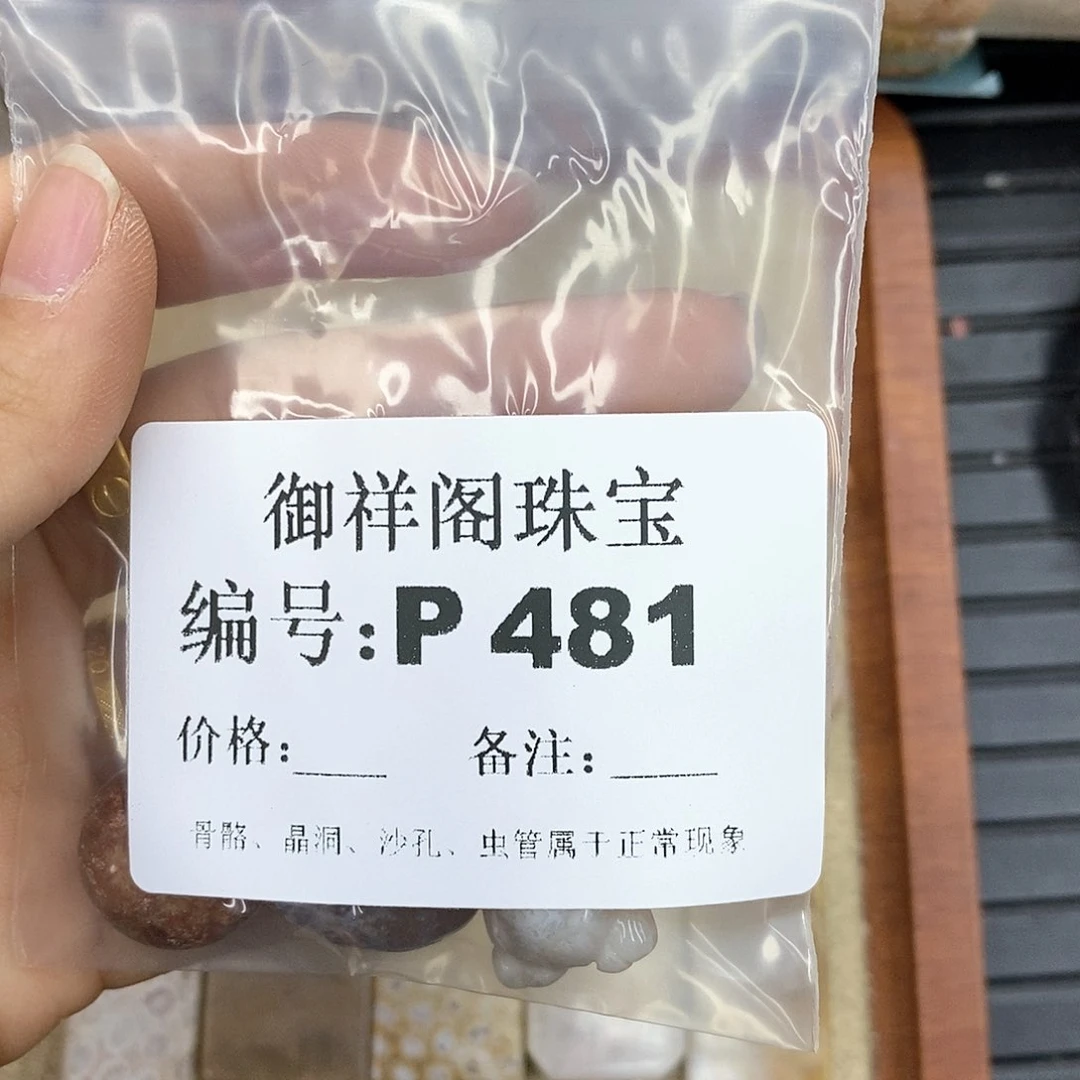 御祥阁珠宝
编号:P 481
价格:____ 备注:____
骨骼、晶洞、沙孔、虫管属于正常现象